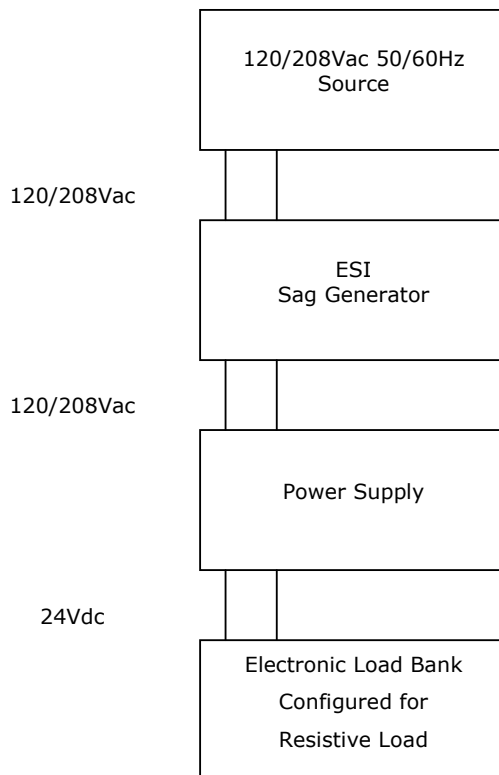 120/208Vac 50/60Hz
Source
120/208Vac
ESI
Sag Generator
120/208Vac
Power Supply
24Vdc
Electronic Load Bank
Configured for
Resistive Load